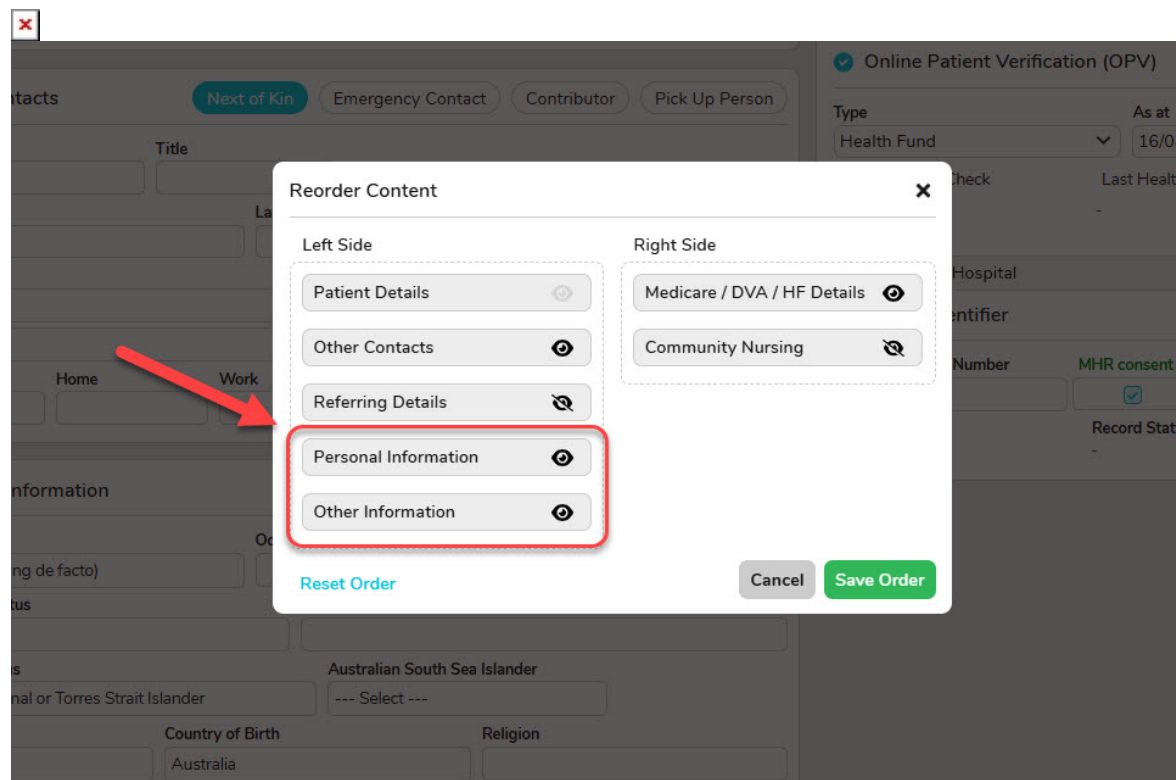 Online Patient Verification (OPV)
ntacts Next of Kin Emergency Contact Contributor Pick Up Person
Type As at
Health Fund 16/0
Title
Check Last Healt
-
La
Hospital
entifier
Home Work
Number MHR consent
Record Stat
-
nformation
Oc
ng de facto)
tus
s Australian South Sea Islander
nal or Torres Strait Islander --- Select ---
Country of Birth Religion
Australia
Reorder Content
Left Side Right Side
Patient Details Medicare / DVA / HF Details
Other Contacts Community Nursing
Referring Details
Personal Information
Other Information
Reset Order Cancel Save Order